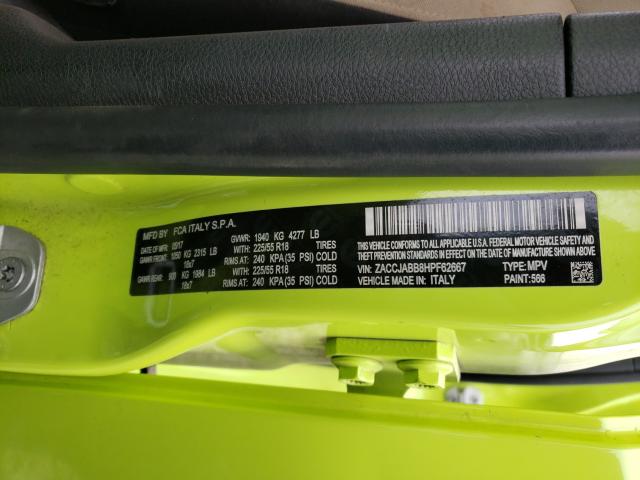 MFD BY FCA ITALY S.P.A.
DATE OF MFR 05/17 GVWR: 1940 KG 4277 LB
GAWR FRONT: 1050 KG 2315 LB WITH: 225/55 R18 TIRES
18x7 RIMS AT: 240 KPA (35 PSI) COLD
GAWR REAR: 900 KG 1984 LB WITH: 225/55 R18 TIRES
18x7 RIMS AT: 240 KPA (35 PSI) COLD
THIS VEHICLE CONFORMS TO ALL APPLICABLE U.S.A. FEDERAL MOTOR VEHICLE SAFETY,
BUMPER AND THEFT PREVENTION
STANDARDS IN EFFECT ON THE DATE OF MANUFACTURE SHOWN ABOVE.
VIN: ZACCJABB8HPF62667 TYPE: MPV
VEHICLE MADE IN: ITALY PAINT: 566